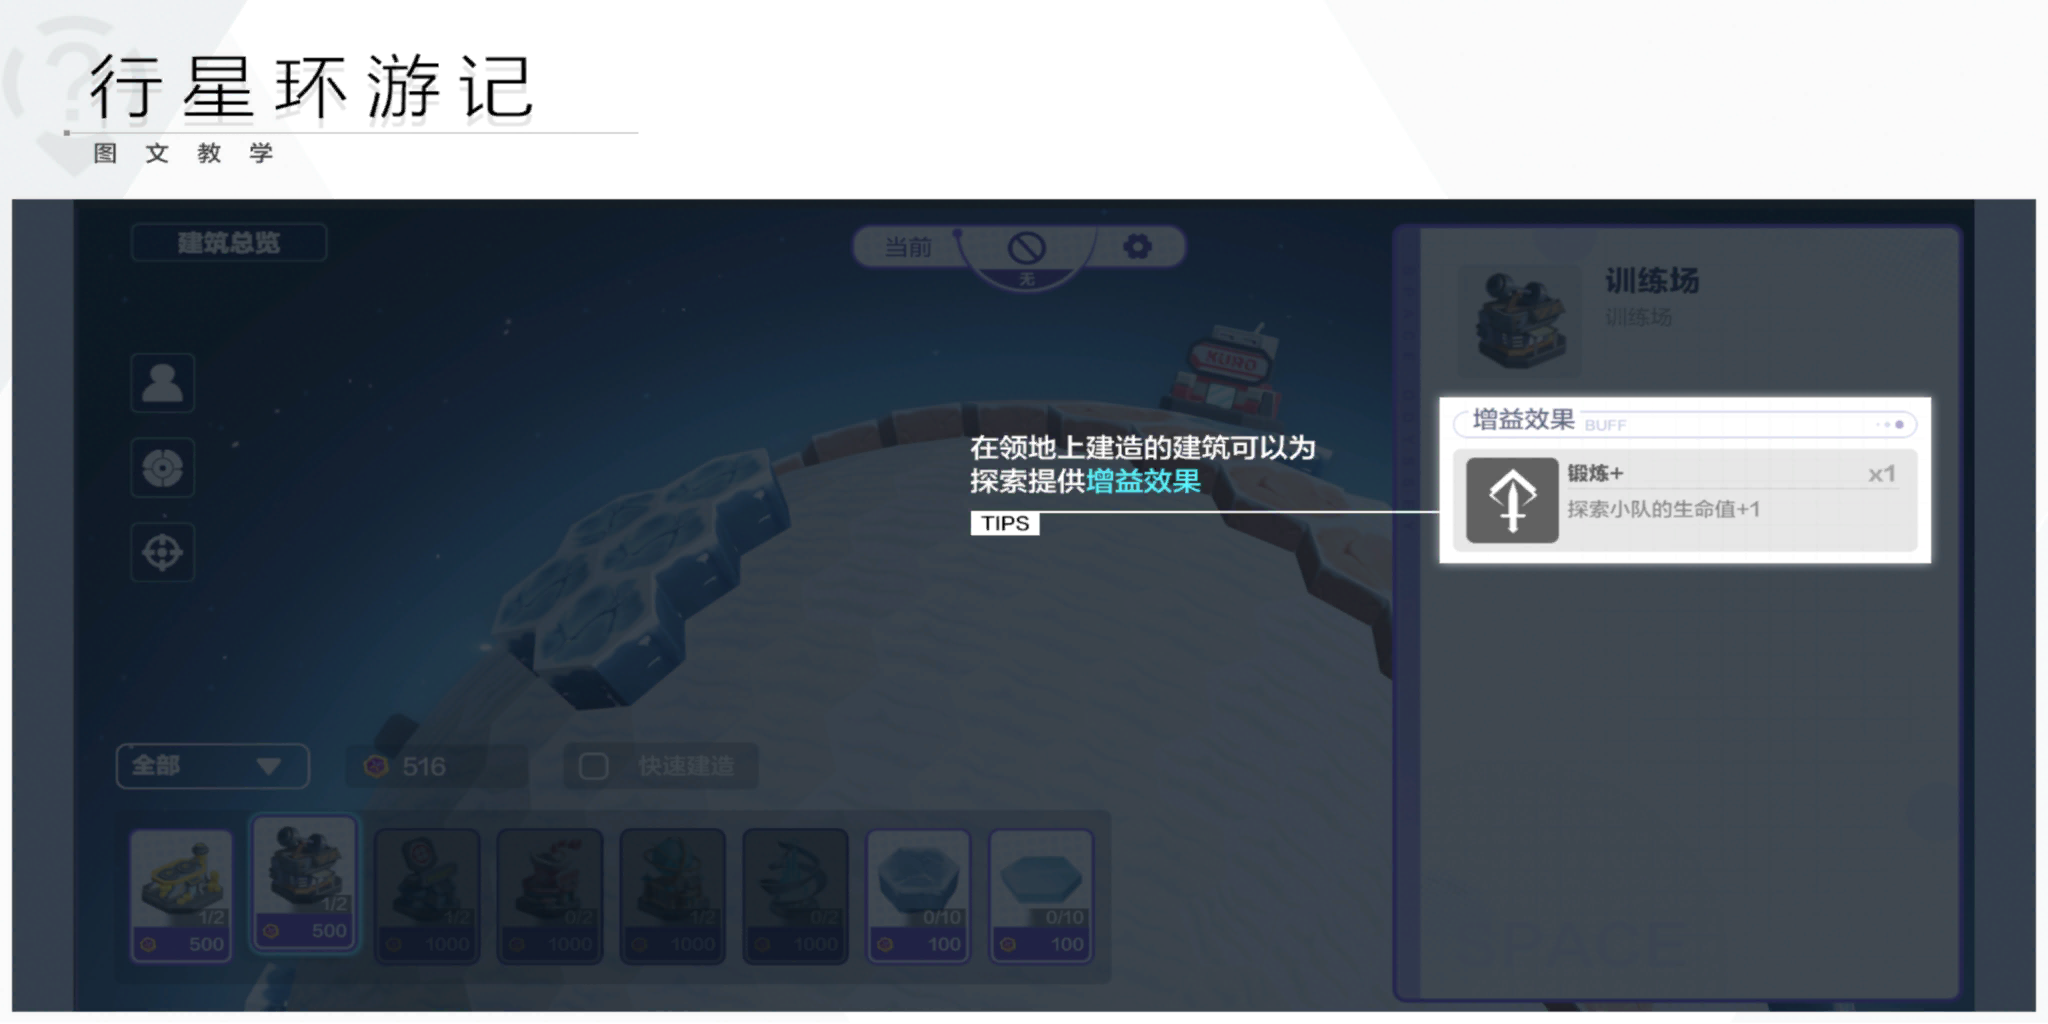 行星环游记
图文教学
建筑总览
当前
无
训练场
训练场
KURO
在领地上建造的建筑可以为
探索提供增益效果
TIPS
增益效果 BUFF
锻炼+ x1
探索小队的生命值+1
全部
516
快速建造
1/2 1/2 1/2 0/2 1/2 0/2 0/10 0/10
500 500 1000 1000 1000 1000 100 100